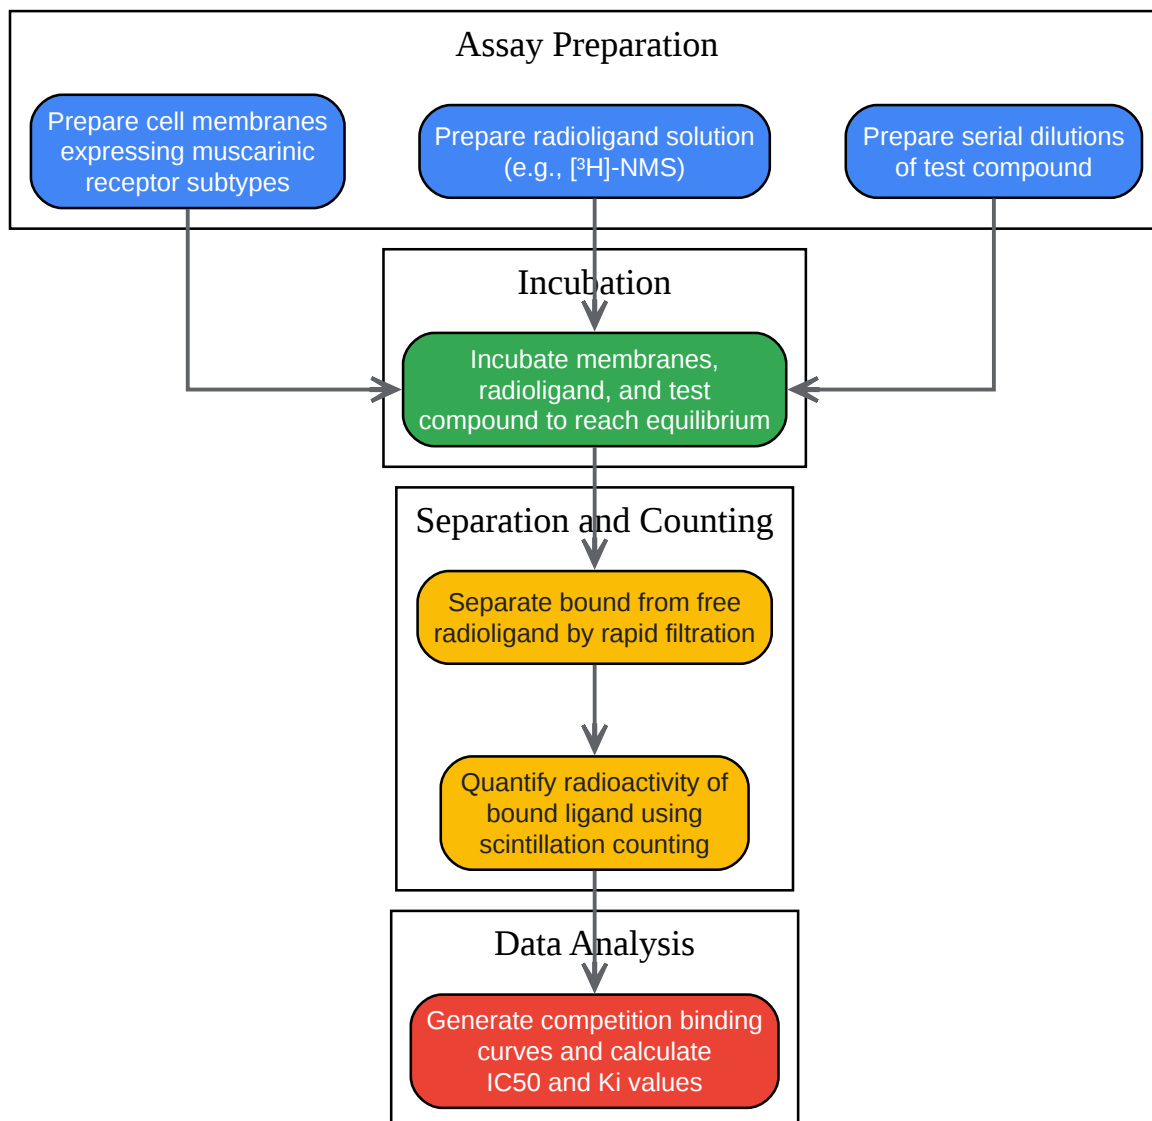 Assay Preparation
Prepare cell membranes
expressing muscarinic
receptor subtypes
Prepare radioligand solution
(e.g., [³H]-NMS)
Prepare serial dilutions
of test compound
Incubation
Incubate membranes,
radioligand, and test
compound to reach equilibrium
Separation and Counting
Separate bound from free
radioligand by rapid filtration
Quantify radioactivity of
bound ligand using
scintillation counting
Data Analysis
Generate competition binding
curves and calculate
IC50 and Ki values